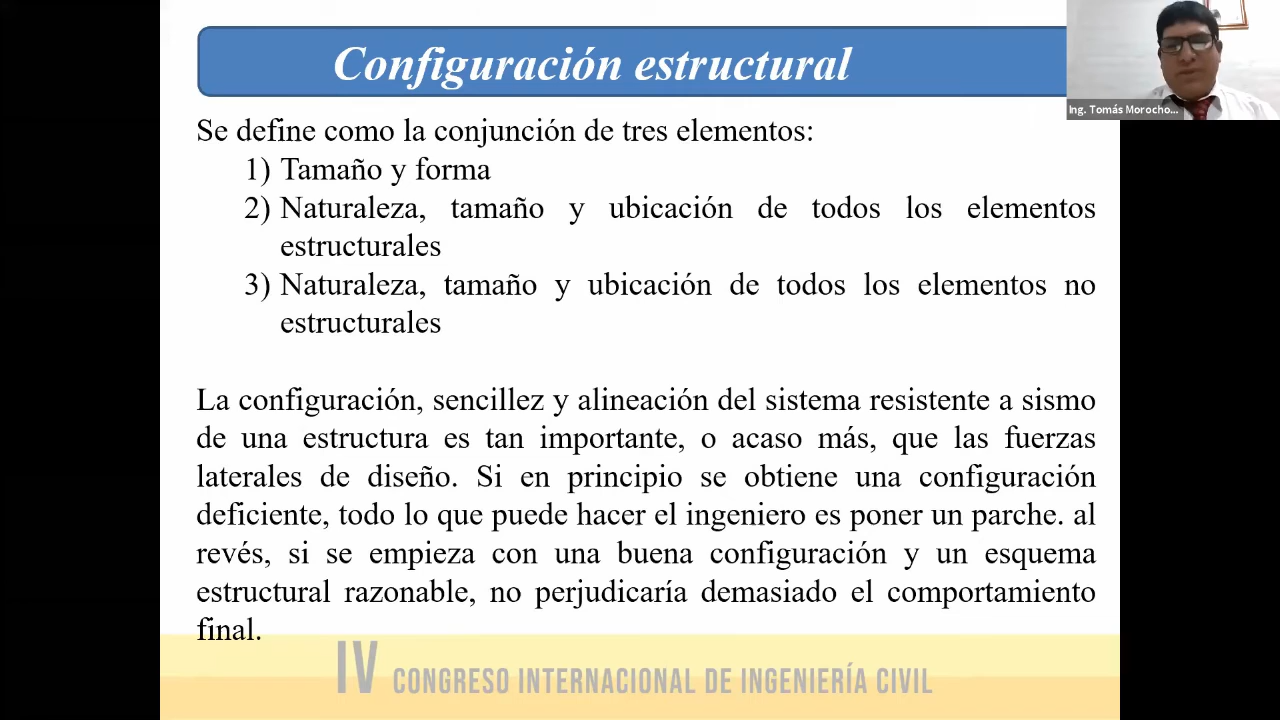 Configuración estructural
Ing. Tomás Morocho...
Se define como la conjunción de tres elementos:
1) Tamaño y forma
2) Naturaleza, tamaño y ubicación de todos los elementos
estructurales
3) Naturaleza, tamaño y ubicación de todos los elementos no
estructurales
La configuración, sencillez y alineación del sistema resistente a sismo
de una estructura es tan importante, o acaso más, que las fuerzas
laterales de diseño. Si en principio se obtiene una configuración
deficiente, todo lo que puede hacer el ingeniero es poner un parche. al
revés, si se empieza con una buena configuración y un esquema
estructural razonable, no perjudicaría demasiado el comportamiento
final.
IV CONGRESO INTERNACIONAL DE INGENIERÍA CIVIL